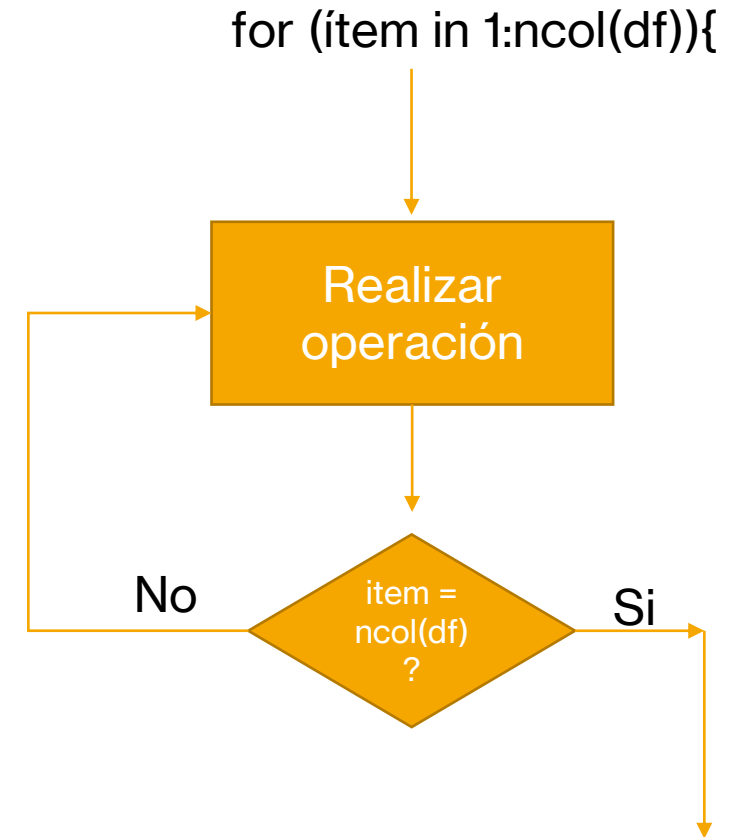 for (ítem in 1:ncol(df)){
Realizar
operación
No
item =
ncol(df)
?
Si